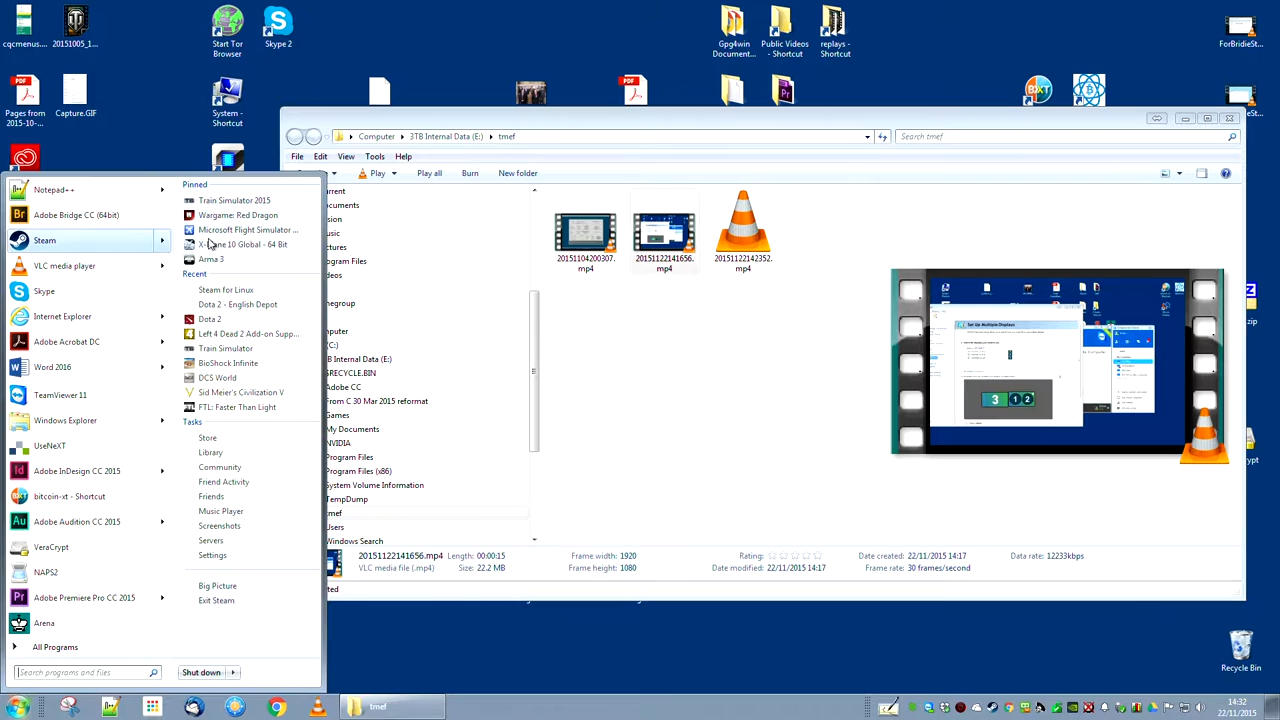 cqcmenus....
20151005_1...
Start Tor
Browser
Skype 2
Gpg4win
Document...
Public Videos
- Shortcut
replays -
Shortcut
ForBridieSt...
PDF
Pages from
2015-10-...
Capture.GIF
System -
Shortcut
PDF
Pr
BXT
Computer
3TB Internal Data (E:)
tmef
Search tmef
File
Edit
View
Tools
Help
Play
Play all
Burn
New folder
Notepad++
Adobe Bridge CC (64bit)
Steam
VLC media player
Skype
Internet Explorer
Adobe Acrobat DC
Word 2016
TeamViewer 11
Windows Explorer
UseNeXT
Adobe InDesign CC 2015
bitcoin-xt - Shortcut
Adobe Audition CC 2015
VeraCrypt
NAPS2
Adobe Premiere Pro CC 2015
Arena
All Programs
Search programs and files
Shut down
Pinned
Train Simulator 2015
Wargame: Red Dragon
Microsoft Flight Simulator ...
10 Global - 64 Bit
Arma 3
Recent
Steam for Linux
Dota 2 - English Depot
Dota 2
Left 4 Dead 2 Add-on Supp...
Train Simulator
BioShock Infinite
DCS World
Sid Meier's Civilization V
FTL: Faster Than Light
Tasks
Store
Library
Community
Friend Activity
Friends
Music Player
Screenshots
Servers
Settings
Big Picture
Exit Steam
(C:)
B Internal Data (E:)
$RECYCLE.BIN
Adobe CC
From C 30 Mar 2015 reformat
Games
My Documents
NVIDIA
Program Files
Program Files (x86)
System Volume Information
TempDump
tmef
Users
Windows Search
20151104200307.
mp4
20151122141656.
mp4
20151122142352.
mp4
Set Up Multiple Displays
3 1 2
20151122141656.mp4
VLC media file (.mp4)
Length: 00:00:15
Size: 22.2 MB
Frame width: 1920
Frame height: 1080
Rating:
Date modified: 22/11/2015 14:17
Date created: 22/11/2015 14:17
Frame rate: 30 frames/second
Data rate: 12233kbps
.zip
Recycle Bin
tmef
14:32
22/11/2015